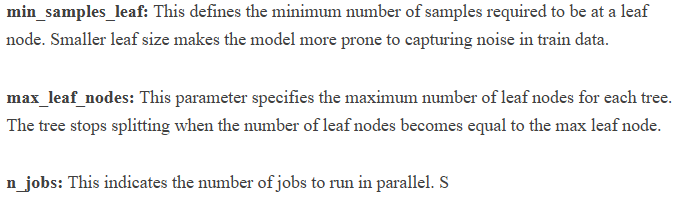 min_samples_leaf: This defines the minimum number of samples required to be at a leaf
node. Smaller leaf size makes the model more prone to capturing noise in train data.
max_leaf_nodes: This parameter specifies the maximum number of leaf nodes for each tree.
The tree stops splitting when the number of leaf nodes becomes equal to the max leaf node.
n_jobs: This indicates the number of jobs to run in parallel. S